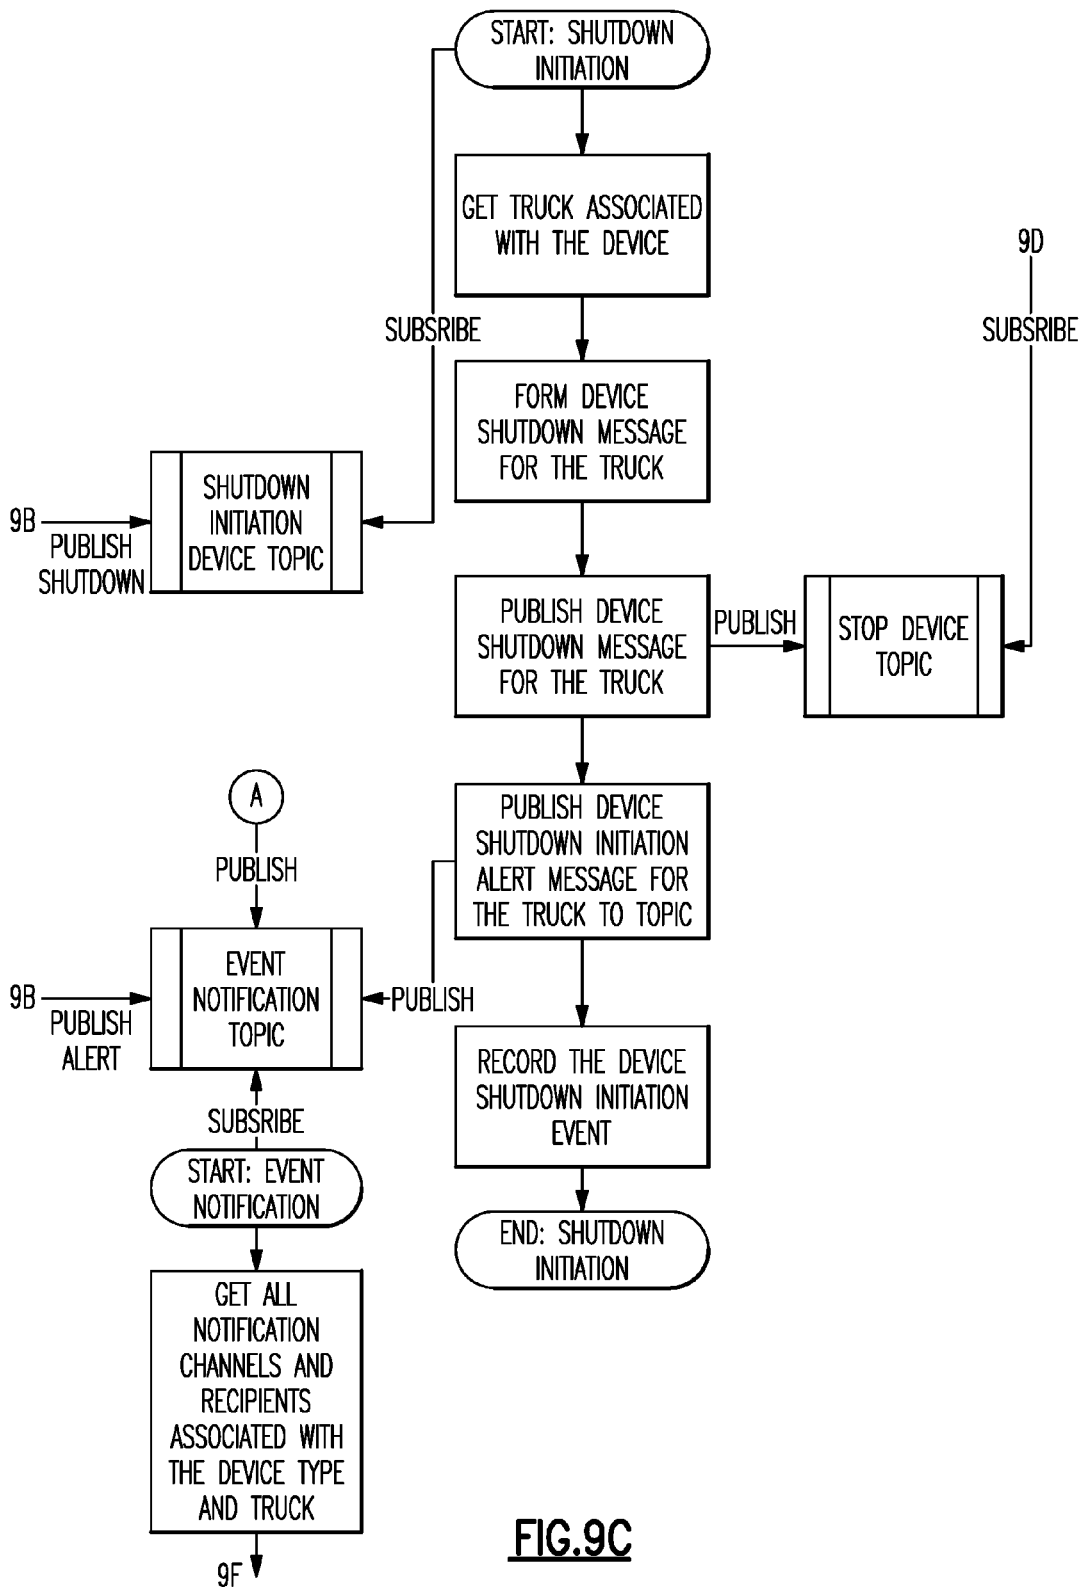 START: SHUTDOWN
INITIATION
GET TRUCK ASSOCIATED
WITH THE DEVICE
9D
SUBSRIBE
SUBSRIBE
FORM DEVICE
SHUTDOWN MESSAGE
FOR THE TRUCK
SHUTDOWN
INITIATION
DEVICE TOPIC
9B
PUBLISH
SHUTDOWN
PUBLISH DEVICE
SHUTDOWN MESSAGE
FOR THE TRUCK
PUBLISH
STOP DEVICE
TOPIC
A
PUBLISH
PUBLISH DEVICE
SHUTDOWN INITIATION
ALERT MESSAGE FOR
THE TRUCK TO TOPIC
EVENT
NOTIFICATION
TOPIC
9B
PUBLISH
ALERT
PUBLISH
RECORD THE DEVICE
SHUTDOWN INITIATION
EVENT
SUBSRIBE
START: EVENT
NOTIFICATION
END: SHUTDOWN
INITIATION
GET ALL
NOTIFICATION
CHANNELS AND
RECIPIENTS
ASSOCIATED WITH
THE DEVICE TYPE
AND TRUCK
9F
FIG.9C